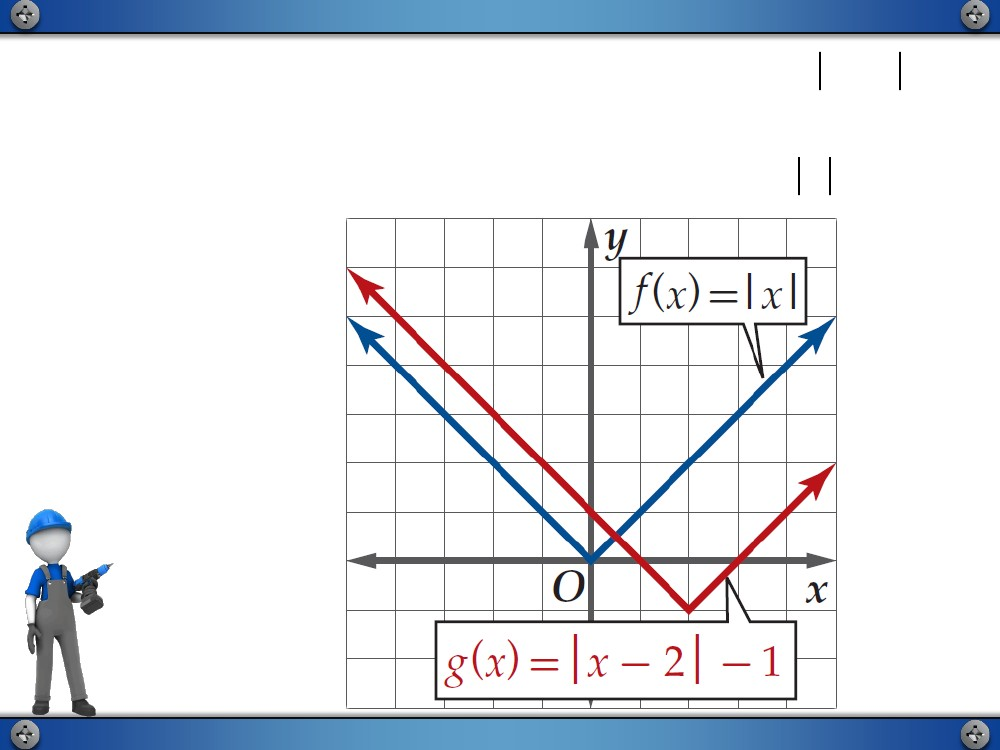 | |
| |
y
f(x) = |x|
O
x
g(x) = |x − 2| − 1